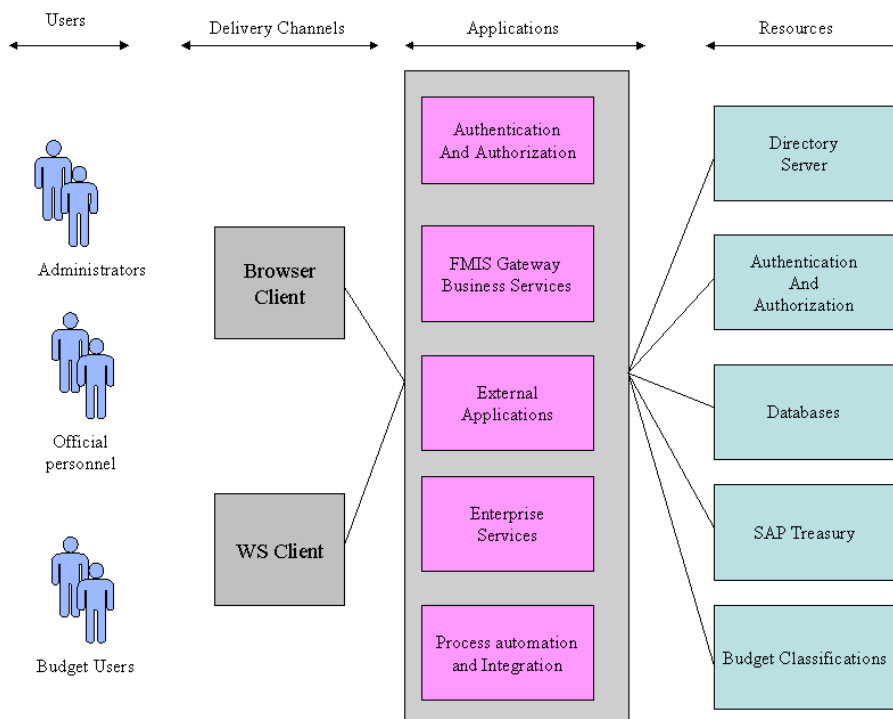 Users
Delivery Channels
Applications
Resources
Administrators
Official
personnel
Budget Users
Browser
Client
WS Client
Authentication
And Authorization
FMIS Gateway
Business Services
External
Applications
Enterprise
Services
Process automation
and Integration
Directory
Server
Authentication
And
Authorization
Databases
SAP Treasury
Budget Classifications